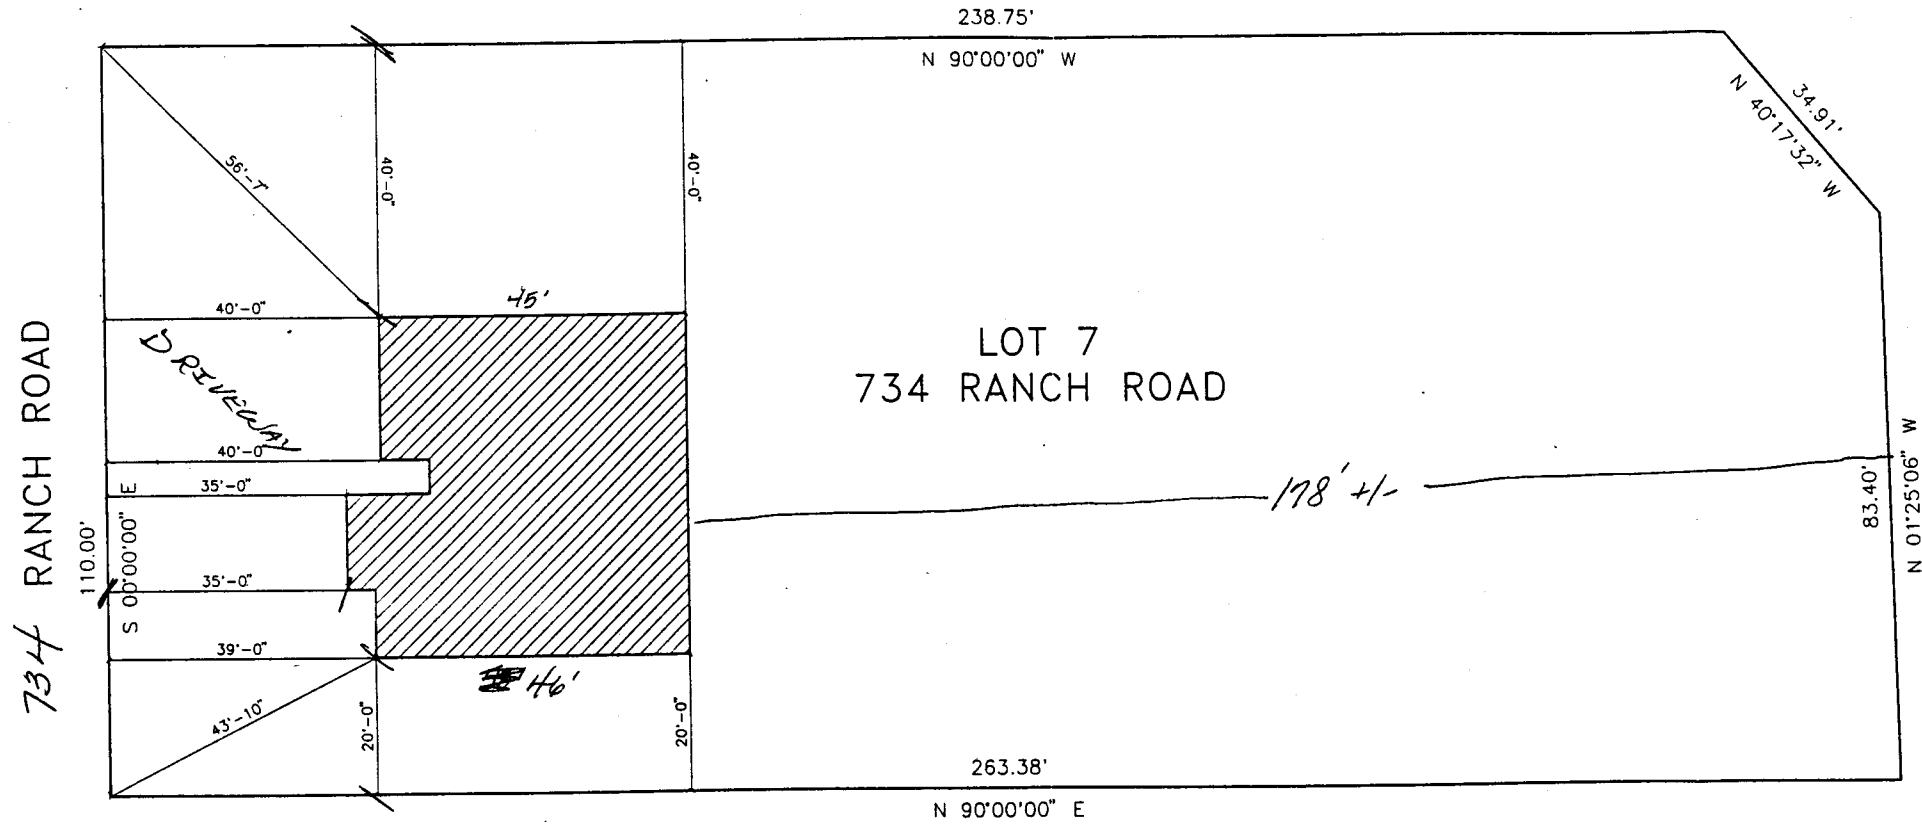 238.75'
N 90°00'00" W
34.91'
N 40°17'32" W
56'-7"
40'-0"
40'-0"
40'-0"
45'
DRIVEWAY
LOT 7
734 RANCH ROAD
734 RANCH ROAD
40'-0
35'-0"
178' +/-
83.40'
N 01°25'06" W
110.00'
S 00°00'00" E
35'-0"
39'-0"
46'
43'-10"
20'-0"
20'-0"
263.38'
N 90°00'00" E